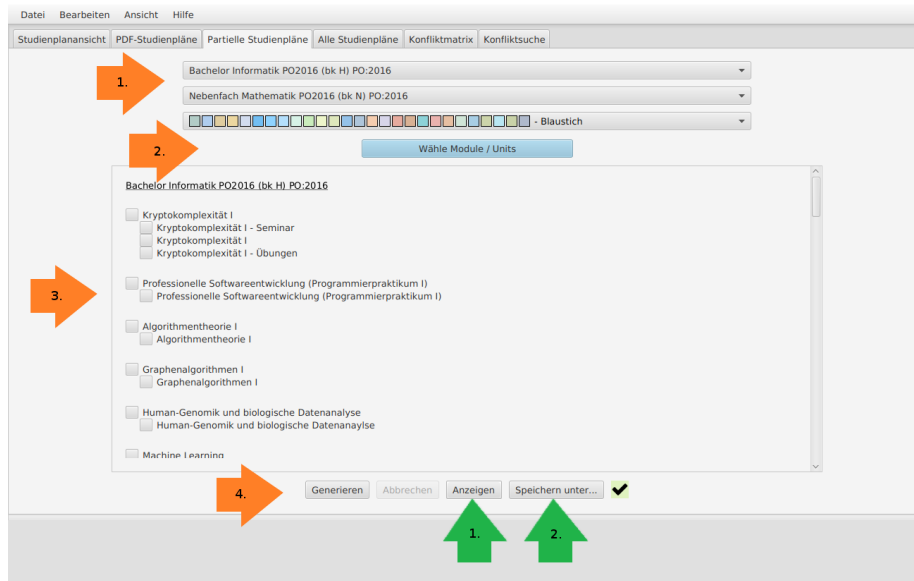 Datei Bearbeiten Ansicht Hilfe
Studienplanansicht PDF-Studienpläne Partielle Studienpläne Alle Studienpläne Konfliktmatrix Konfliktsuche
1.
Bachelor Informatik PO2016 (bk H) PO:2016
Nebenfach Mathematik PO2016 (bk N) PO:2016
- Blaustich
2.
Wähle Module / Units
Bachelor Informatik PO2016 (bk H) PO:2016
Kryptokomplexität I
Kryptokomplexität I - Seminar
Kryptokomplexität I
Kryptokomplexität I - Übungen
3.
Professionelle Softwareentwicklung (Programmierpraktikum I)
Professionelle Softwareentwicklung (Programmierpraktikum I)
Algorithmentheorie I
Algorithmentheorie I
Graphenalgorithmen I
Graphenalgorithmen I
Human-Genomik und biologische Datenanalyse
Human-Genomik und biologische Datenanaylse
Machine Learning
4.
Generieren Abbrechen Anzeigen Speichern unter...
1. 2.